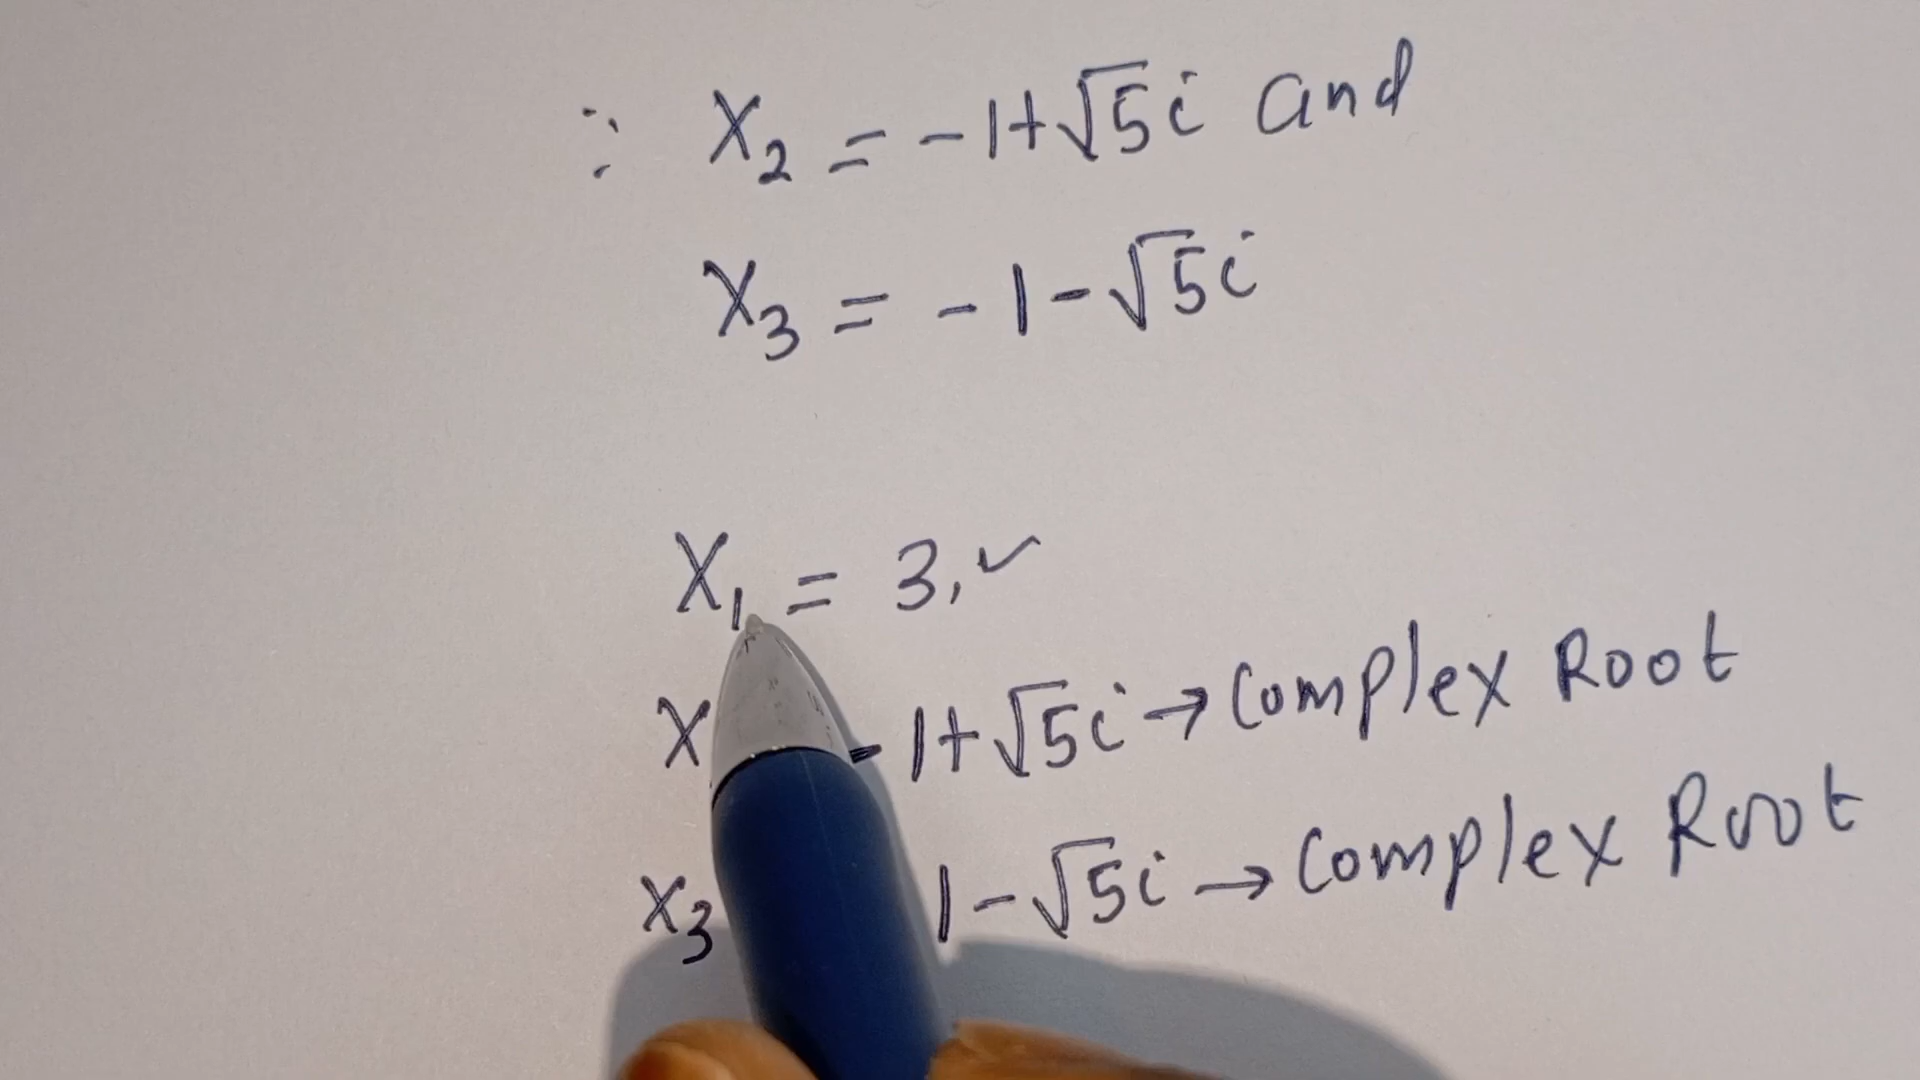 ∴ X₂ = -1+√5i and
X₃ = -1-√5i
X₁ = 3, ✓
X - 1+√5i → Complex Root
X₃ 1-√5i → Complex Root